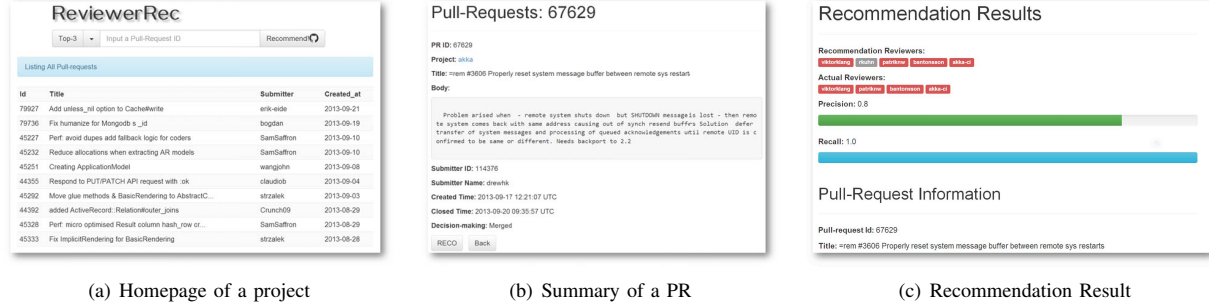 ReviewerRec
Top-3 Input a Pull-Request ID Recommend!
Listing All Pull-requests
Id Title Submitter Created_at
79927 Add unless_nil option to Cache#write erik-eide 2013-09-21
79736 Fix humanize for Mongodb s _id bogdan 2013-09-19
45227 Perf: avoid dupes add fallback logic for coders SamSaffron 2013-09-10
45232 Reduce allocations when extracting AR models SamSaffron 2013-09-10
45251 Creating ApplicationModel wangjohn 2013-09-08
44355 Respond to PUT/PATCH API request with :ok claudiob 2013-09-04
45292 Move glue methods & BasicRendering to AbstractC... strzalek 2013-09-03
44392 added ActiveRecord::Relation#outer_joins Crunch09 2013-08-29
45328 Perf: micro optimised Result column hash_row cr... SamSaffron 2013-08-29
45333 Fix ImplicitRendering for BasicRendering strzalek 2013-08-28
(a) Homepage of a project
Pull-Requests: 67629
PR ID: 67629
Project: akka
Title: =rem #3606 Properly reset system message buffer between remote sys restart
Body:
Problem arised when - remote system shuts down but SHUTDOWN messageis lost - then remo
te system comes back with same address causing out of synch resend buffrs Solution defer
transfer of system messages and processing of queued acknowledgements util remote UID is c
onfirmed to be same or different. Needs backport to 2.2
Submitter ID: 114376
Submitter Name: drewhk
Created Time: 2013-09-17 12:21:07 UTC
Closed Time: 2013-09-20 09:35:57 UTC
Decision-making: Merged
RECO Back
(b) Summary of a PR
Recommendation Results
Recommendation Reviewers:
viktorklang rkuhn patriknw bantonsson akka-ci
Actual Reviewers:
viktorklang patriknw bantonsson akka-ci
Precision: 0.8
Recall: 1.0
Pull-Request Information
Pull-request Id: 67629
Title: =rem #3606 Properly reset system message buffer between remote sys restarts
(c) Recommendation Result